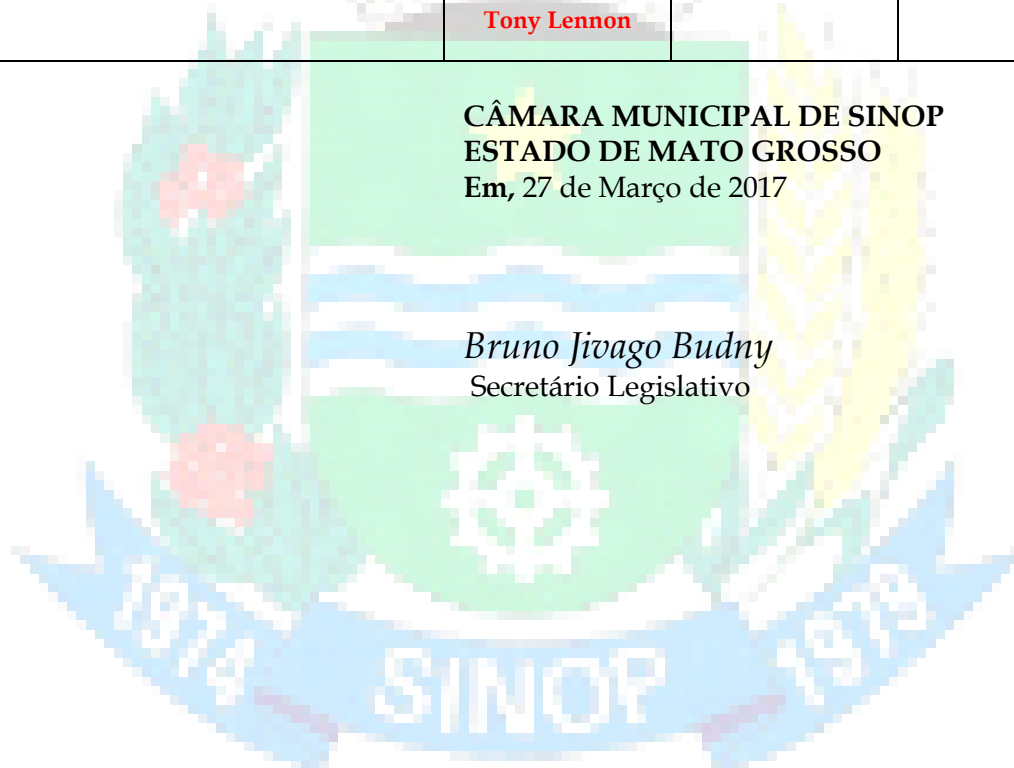 Tony Lennon
CÂMARA MUNICIPAL DE SINOP
ESTADO DE MATO GROSSO
Em, 27 de Março de 2017
Bruno Jivago Budny
Secretário Legislativo
1974 SINOP 1979